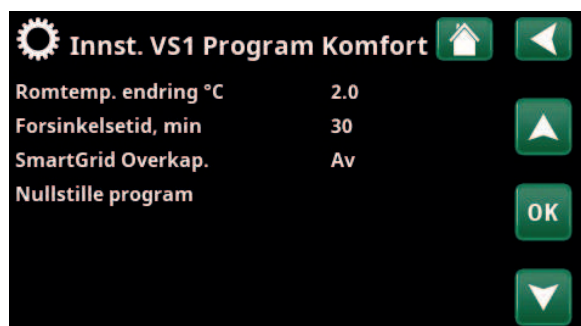 Innst. VS1 Program Komfort
Romtemp. endring °C 2.0
Forsinkelsetid, min 30
SmartGrid Overkap. Av
Nullstille program
OK